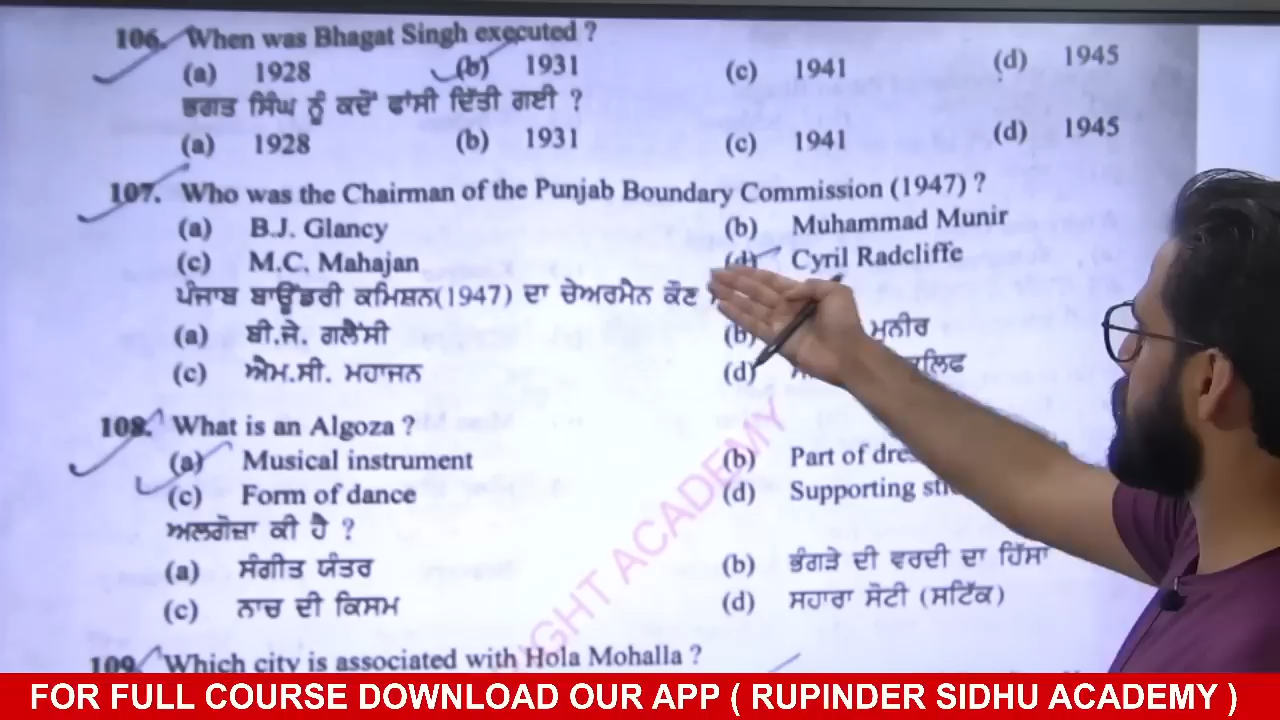 106. When was Bhagat Singh executed ?
(a) 1928 (b) 1931 (c) 1941 (d) 1945
ਭਗਤ ਸਿੰਘ ਨੂੰ ਕਦੋਂ ਫਾਂਸੀ ਦਿੱਤੀ ਗਈ ?
(a) 1928 (b) 1931 (c) 1941 (d) 1945
107. Who was the Chairman of the Punjab Boundary Commission (1947) ?
(a) B.J. Glancy (b) Muhammad Munir
(c) M.C. Mahajan (d) Cyril Radcliffe
ਪੰਜਾਬ ਬਾਊਂਡਰੀ ਕਮਿਸ਼ਨ(1947) ਦਾ ਚੇਅਰਮੈਨ ਕੌਣ
(a) ਬੀ.ਜੇ. ਗਲੈਂਸੀ (b) ਮੁਨੀਰ
(c) ਐਮ.ਸੀ. ਮਹਾਜਨ (d)
108. What is an Algoza ?
(a) Musical instrument (b) Part of
(c) Form of dance (d) Supporting
ਅਲਗੋਜ਼ਾ ਕੀ ਹੈ ?
(a) ਸੰਗੀਤ ਯੰਤਰ (b) ਭੰਗੜੇ ਦੀ ਵਰਦੀ ਦਾ ਹਿੱਸਾ
(c) ਨਾਚ ਦੀ ਕਿਸਮ (d) ਸਹਾਰਾ ਸੋਟੀ (ਸਟਿੱਕ)
109. Which city is associated with Hola Mohalla ?
ACADEMY
FOR FULL COURSE DOWNLOAD OUR APP ( RUPINDER SIDHU ACADEMY )